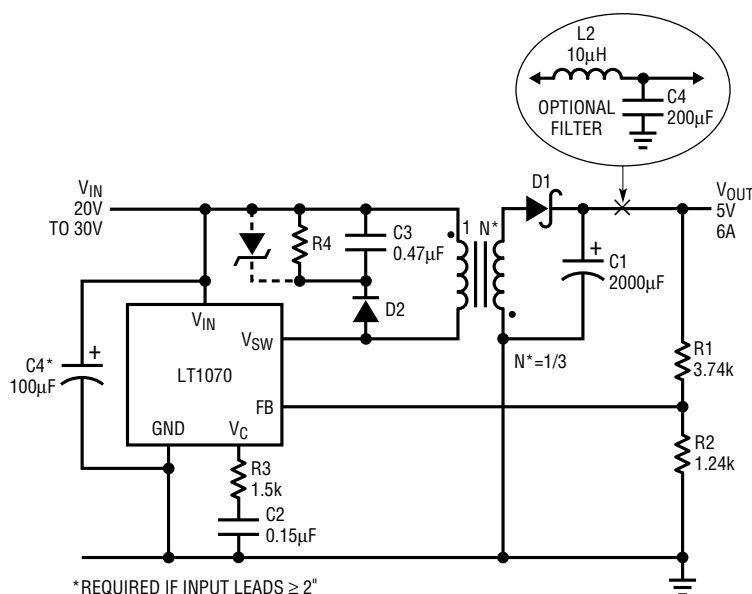 L2
10µH
OPTIONAL
FILTER
C4
200µF
VIN
20V
TO 30V
D1
VOUT
5V
6A
R4
C3
0.47µF
1
N*
C1
2000µF
+
D2
VIN
VSW
N*=1/3
C4*
100µF
+
LT1070
R1
3.74k
FB
GND
VC
R2
1.24k
R3
1.5k
C2
0.15µF
*REQUIRED IF INPUT LEADS ≥ 2"